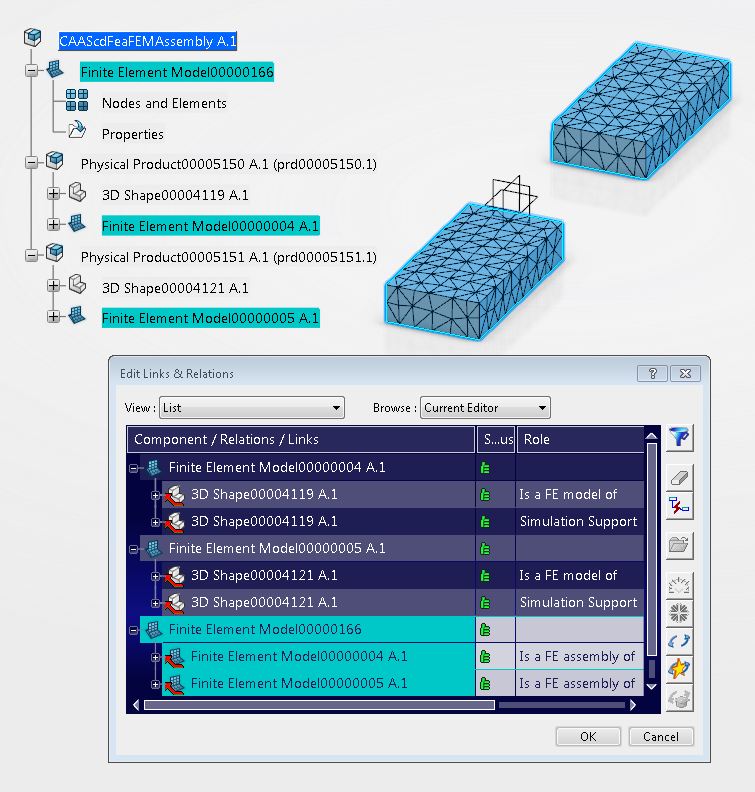 CAAScdFeaFEMAssembly A.1
Finite Element Model00000166
Nodes and Elements
Properties
Physical Product00005150 A.1 (prd00005150.1)
3D Shape00004119 A.1
Finite Element Model00000004 A.1
Physical Product00005151 A.1 (prd00005151.1)
3D Shape00004121 A.1
Finite Element Model00000005 A.1
Edit Links & Relations
?
View : List Browse : Current Editor
Component / Relations / Links S...us Role
Finite Element Model00000004 A.1
3D Shape00004119 A.1 Is a FE model of
3D Shape00004119 A.1 Simulation Support
Finite Element Model00000005 A.1
3D Shape00004121 A.1 Is a FE model of
3D Shape00004121 A.1 Simulation Support
Finite Element Model00000166
Finite Element Model00000004 A.1 Is a FE assembly of
Finite Element Model00000005 A.1 Is a FE assembly of
OK Cancel